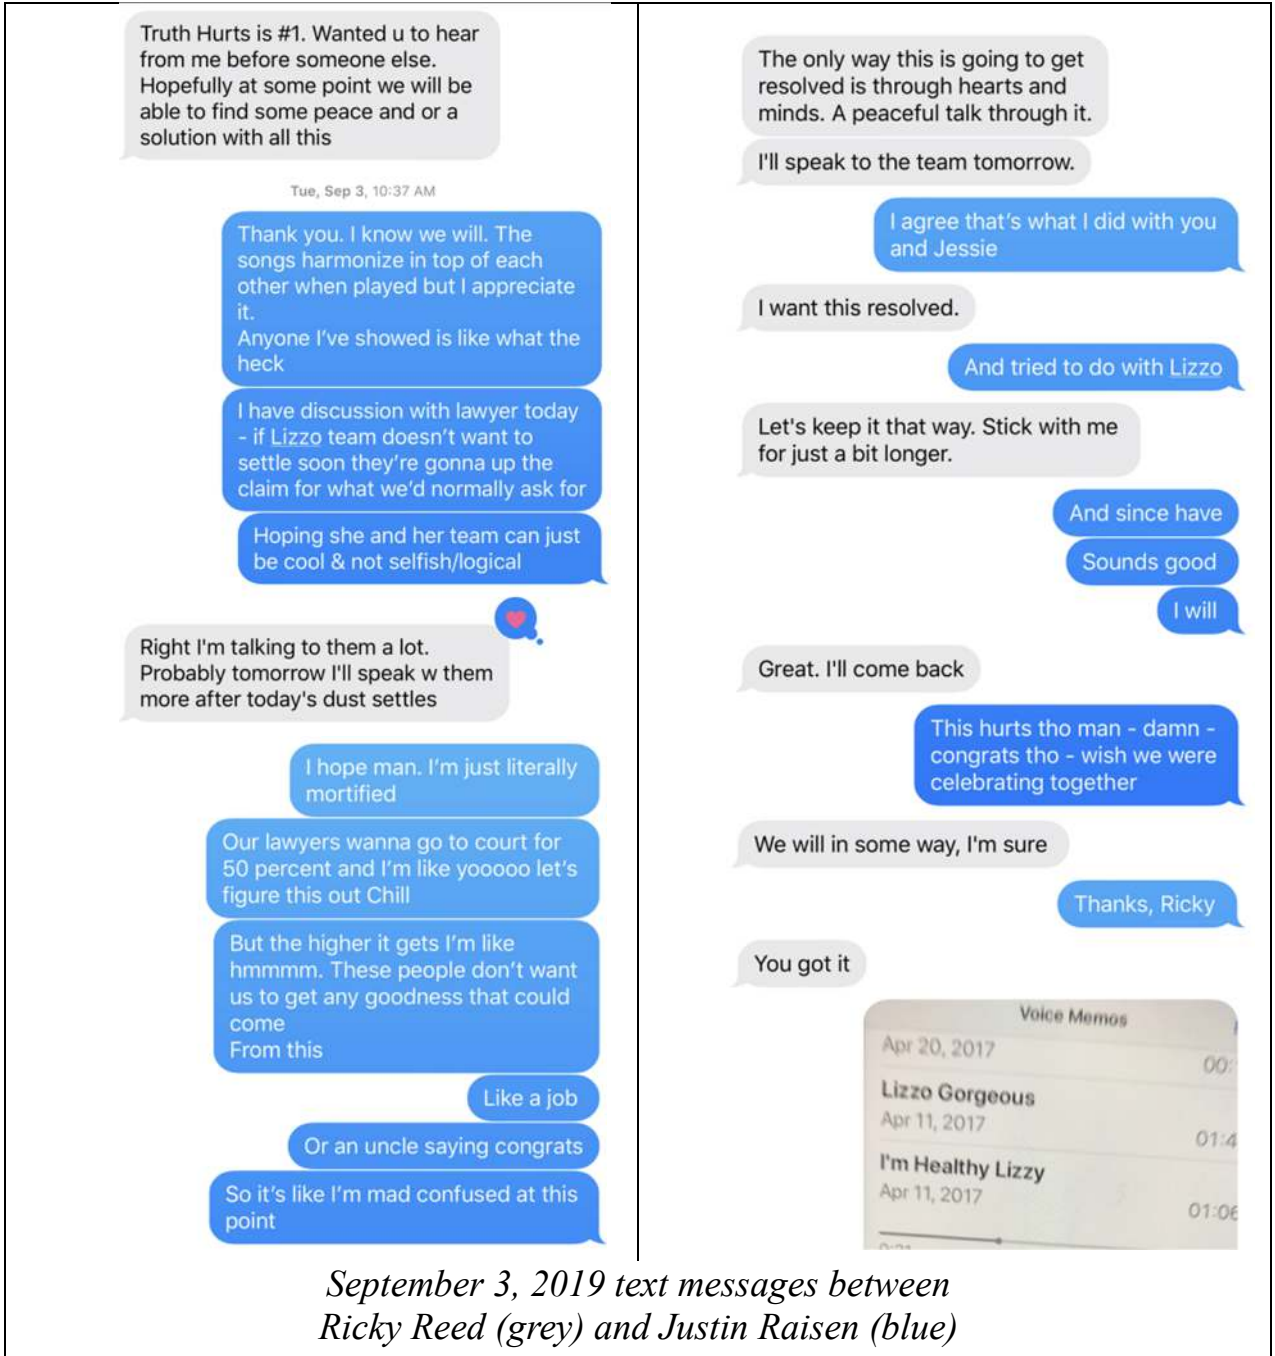 Truth Hurts is #1. Wanted u to hear
from me before someone else.
Hopefully at some point we will be
able to find some peace and or a
solution with all this
Tue, Sep 3, 10:37 AM
Thank you. I know we will. The
songs harmonize in top of each
other when played but I appreciate
it.
Anyone I've showed is like what the
heck
I have discussion with lawyer today
- if Lizzo team doesn't want to
settle soon they're gonna up the
claim for what we'd normally ask for
Hoping she and her team can just
be cool & not selfish/logical
Right I'm talking to them a lot.
Probably tomorrow I'll speak w them
more after today's dust settles
I hope man. I'm just literally
mortified
Our lawyers wanna go to court for
50 percent and I'm like yooooo let's
figure this out Chill
But the higher it gets I'm like
hmmmm. These people don't want
us to get any goodness that could
come
From this
Like a job
Or an uncle saying congrats
So it's like I'm mad confused at this
point
The only way this is going to get
resolved is through hearts and
minds. A peaceful talk through it.
I'll speak to the team tomorrow.
I agree that's what I did with you
and Jessie
I want this resolved.
And tried to do with Lizzo
Let's keep it that way. Stick with me
for just a bit longer.
And since have
Sounds good
I will
Great. I'll come back
This hurts tho man - damn -
congrats tho - wish we were
celebrating together
We will in some way, I'm sure
Thanks, Ricky
You got it
Voice Memos
Apr 20, 2017
00:
Lizzo Gorgeous
Apr 11, 2017
01:4
I'm Healthy Lizzy
Apr 11, 2017
01:06
September 3, 2019 text messages between
Ricky Reed (grey) and Justin Raisen (blue)